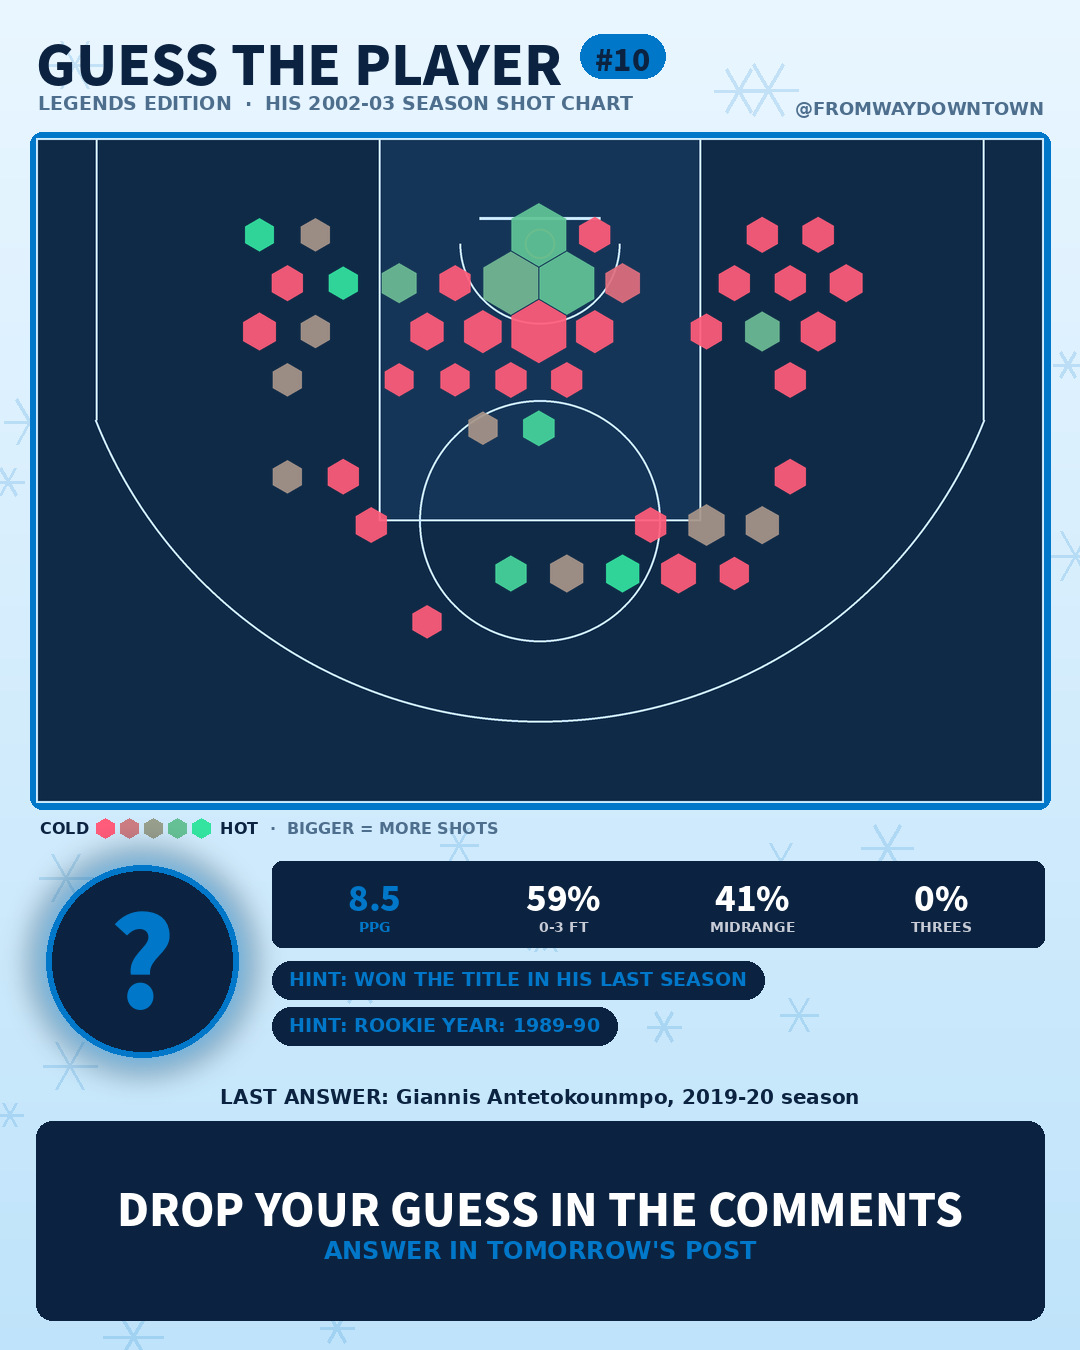 GUESS THE PLAYER #10
LEGENDS EDITION · HIS 2002-03 SEASON SHOT CHART
@FROMWAYDOWNTOWN
COLD HOT · BIGGER = MORE SHOTS
?
8.5 59% 41% 0%
PPG 0-3 FT MIDRANGE THREES
HINT: WON THE TITLE IN HIS LAST SEASON
HINT: ROOKIE YEAR: 1989-90
LAST ANSWER: Giannis Antetokounmpo, 2019-20 season
DROP YOUR GUESS IN THE COMMENTS
ANSWER IN TOMORROW'S POST